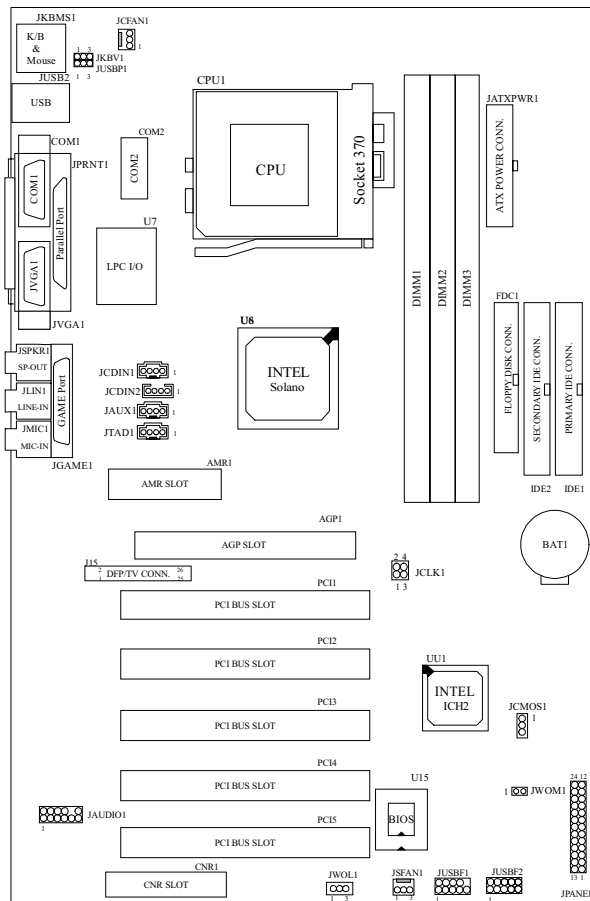 JKBMS1
K/B
&
Mouse
1 3
JKBV1
JUSBP1
1 3
JCFAN1
1
JUSB2
USB
CPU1
CPU
Socket 370
JATXPWR1
ATX POWER CONN.
COM1
COM1
JPRNT1
Parallel Port
COM2
COM2
JVGA1
JVGA1
U7
LPC I/O
DIMM1
DIMM2
DIMM3
FDC1
FLOPPY DISK CONN.
SECONDARY IDE CONN.
PRIMARY IDE CONN.
IDE2
IDE1
U8
INTEL
Solano
JSPKR1
SP-OUT
JLIN1
LINE-IN
JMIC1
MIC-IN
GAME Port
JGAME1
JCDIN1
1
JCDIN2
1
JAUX1
1
JTAD1
1
AMR1
AMR SLOT
AGP1
AGP SLOT
J15
2 26
DFP/TV CONN.
1 25
2 4
JCLK1
1 3
BAT1
PCI1
PCI BUS SLOT
PCI2
PCI BUS SLOT
PCI3
PCI BUS SLOT
PCI4
PCI BUS SLOT
PCI5
PCI BUS SLOT
UU1
INTEL
ICH2
JCMOS1
1
U15
BIOS
1
JWOM1
24 12
13 1
JPANEL
JAUDIO1
1
CNR1
CNR SLOT
JWOL1
1 3
JSFAN1
1
JUSBF1
1
JUSBF2
1